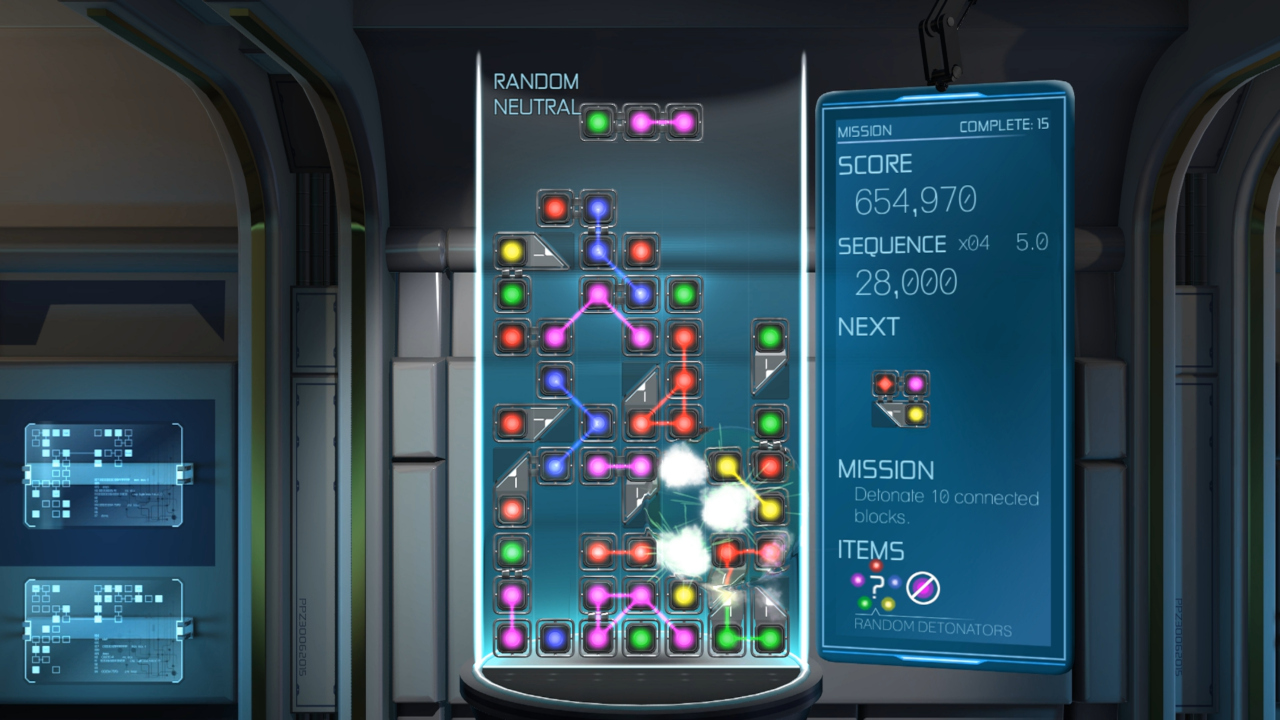 RANDOM
NEUTRAL
MISSION COMPLETE: 15
SCORE
654,970
SEQUENCE x04 5.0
28,000
NEXT
MISSION
Detonate 10 connected
blocks.
ITEMS
?
RANDOM DETONATORS